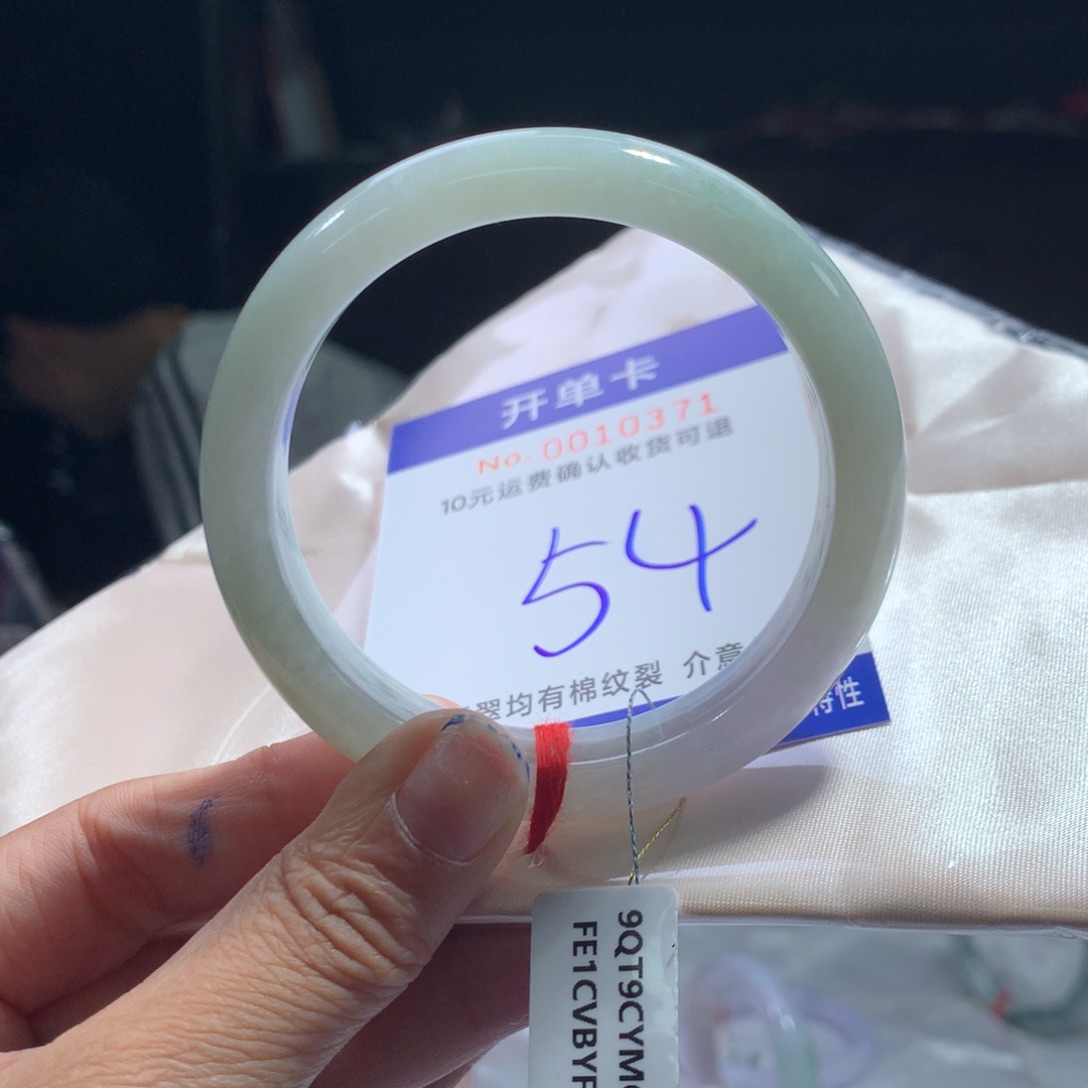 开单卡
No.0010371
10元运费确认收货可退
54
翠均有棉纹裂 介意
特性
9QT9CYM
FE1CVBY